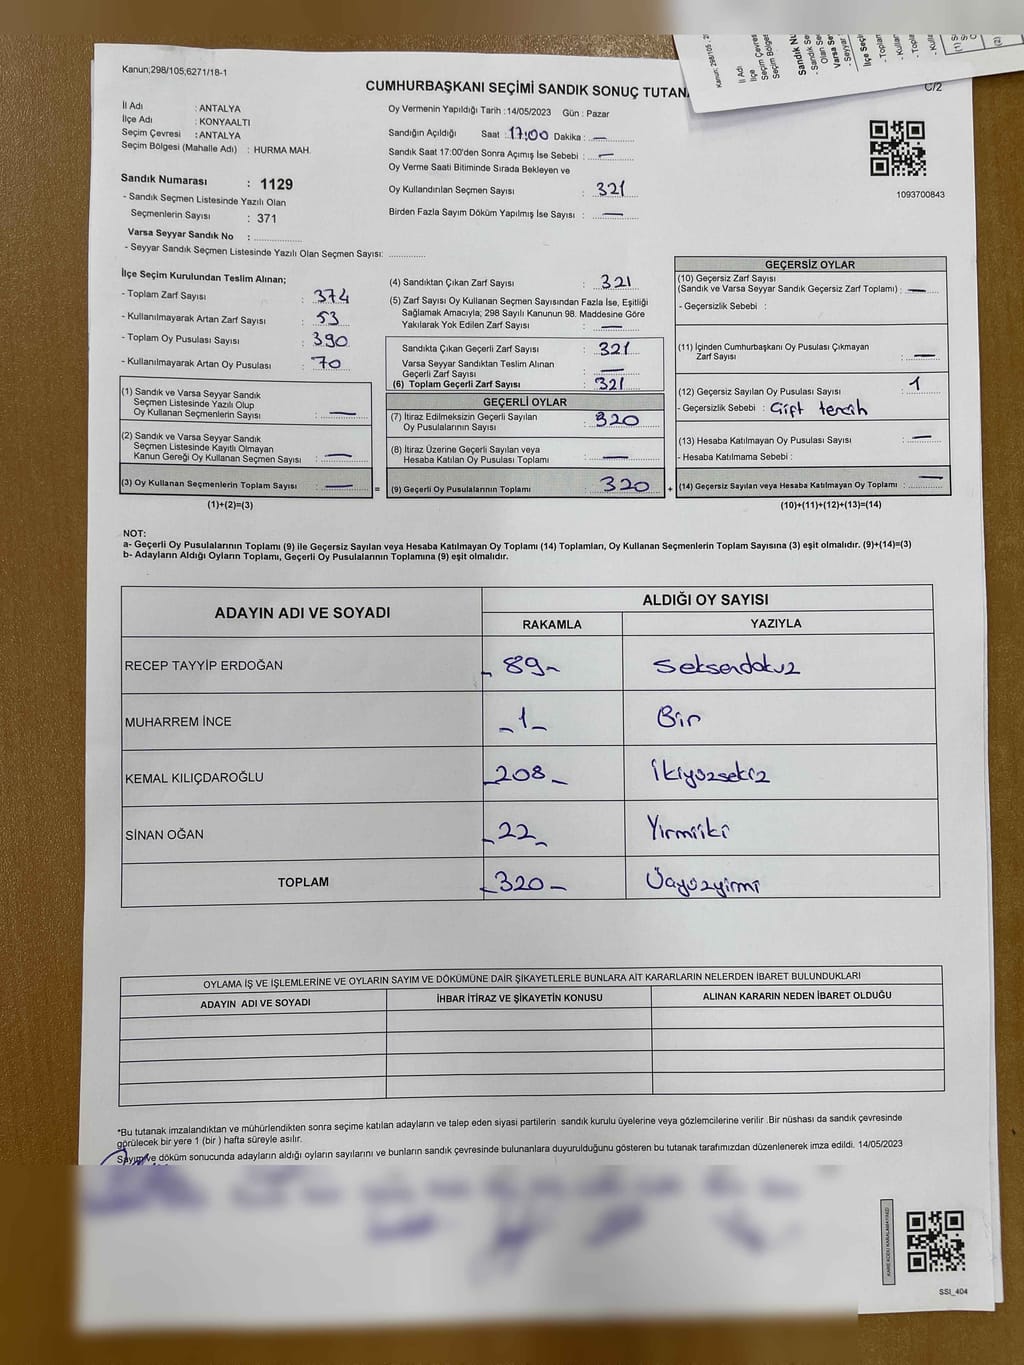 Kanun;298/105;6271/18-1
CUMHURBAŞKANI SEÇİMİ SANDIK SONUÇ TUTAN
C/2
İl Adı : ANTALYA
İlçe Adı : KONYAALTI
Seçim Çevresi : ANTALYA
Seçim Bölgesi (Mahalle Adı) : HURMA MAH.
Oy Vermenin Yapıldığı Tarih : 14/05/2023 Gün : Pazar
Sandığın Açıldığı Saat : 17:00 Dakika : —
Sandık Saat 17:00'den Sonra Açımış İse Sebebi : —
Oy Verme Saati Bitiminde Sırada Bekleyen ve
Oy Kullandırılan Seçmen Sayısı : 321
Birden Fazla Sayım Döküm Yapılmış İse Sayısı : —
1093700843
Sandık Numarası : 1129
- Sandık Seçmen Listesinde Yazılı Olan
Seçmenlerin Sayısı : 371
Varsa Seyyar Sandık No : ..............
- Seyyar Sandık Seçmen Listesinde Yazılı Olan Seçmen Sayısı: ..............
İlçe Seçim Kurulundan Teslim Alınan;
- Toplam Zarf Sayısı : 374
- Kullanılmayarak Artan Zarf Sayısı : 53
- Toplam Oy Pusulası Sayısı : 390
- Kullanılmayarak Artan Oy Pusulası : 70
(1) Sandık ve Varsa Seyyar Sandık
Seçmen Listesinde Yazılı Olup
Oy Kullanan Seçmenlerin Sayısı : —
(2) Sandık ve Varsa Seyyar Sandık
Seçmen Listesinde Kayıtlı Olmayan
Kanun Gereği Oy Kullanan Seçmen Sayısı : —
(3) Oy Kullanan Seçmenlerin Toplam Sayısı : — =
(1)+(2)=(3)
(4) Sandıktan Çıkan Zarf Sayısı : 321
(5) Zarf Sayısı Oy Kullanan Seçmen Sayısından Fazla İse, Eşitliği
Sağlamak Amacıyla; 298 Sayılı Kanunun 98. Maddesine Göre
Yakılarak Yok Edilen Zarf Sayısı : —
Sandıkta Çıkan Geçerli Zarf Sayısı : 321
Varsa Seyyar Sandıktan Teslim Alınan
Geçerli Zarf Sayısı : —
(6) Toplam Geçerli Zarf Sayısı : 321
GEÇERLİ OYLAR
(7) İtiraz Edilmeksizin Geçerli Sayılan
Oy Pusulalarının Sayısı : 320
(8) İtiraz Üzerine Geçerli Sayılan veya
Hesaba Katılan Oy Pusulası Toplamı : —
(9) Geçerli Oy Pusulalarının Toplamı : 320 +
GEÇERSİZ OYLAR
(10) Geçersiz Zarf Sayısı
(Sandık ve Varsa Seyyar Sandık Geçersiz Zarf Toplamı) : —
- Geçersizlik Sebebi :
(11) İçinden Cumhurbaşkanı Oy Pusulası Çıkmayan
Zarf Sayısı : —
(12) Geçersiz Sayılan Oy Pusulası Sayısı : 1
- Geçersizlik Sebebi : Çift tercih
(13) Hesaba Katılmayan Oy Pusulası Sayısı : —
- Hesaba Katılmama Sebebi :
(14) Geçersiz Sayılan veya Hesaba Katılmayan Oy Toplamı : —
(10)+(11)+(12)+(13)=(14)
NOT:
a- Geçerli Oy Pusulalarının Toplamı (9) ile Geçersiz Sayılan veya Hesaba Katılmayan Oy Toplamı (14) Toplamları, Oy Kullanan Seçmenlerin Toplam Sayısına (3) eşit olmalıdır. (9)+(14)=(3)
b- Adayların Aldığı Oyların Toplamı, Geçerli Oy Pusulalarının Toplamına (9) eşit olmalıdır.
ADAYIN ADI VE SOYADI ALDIĞI OY SAYISI
RAKAMLA YAZIYLA
RECEP TAYYİP ERDOĞAN - 89 - Seksendokuz
MUHARREM İNCE - 1 - Bir
KEMAL KILIÇDAROĞLU - 208 - İkiyüzsekiz
SİNAN OĞAN - 22 - Yirmiiki
TOPLAM - 320 - Üçyüzyirmi
OYLAMA İŞ VE İŞLEMLERİNE VE OYLARIN SAYIM VE DÖKÜMÜNE DAİR ŞİKAYETLERLE BUNLARA AİT KARARLARIN NELERDEN İBARET BULUNDUKLARI
ADAYIN ADI VE SOYADI İHBAR İTİRAZ VE ŞİKAYETİN KONUSU ALINAN KARARIN NEDEN İBARET OLDUĞU
*Bu tutanak imzalandıktan ve mühürlendikten sonra seçime katılan adayların ve talep eden siyasi partilerin sandık kurulu üyelerine veya gözlemcilerine verilir .Bir nüshası da sandık çevresinde
görülecek bir yere 1 (bir ) hafta süreyle asılır.
Sayım ve döküm sonucunda adayların aldığı oyların sayılarını ve bunların sandık çevresinde bulunanlara duyurulduğunu gösteren bu tutanak tarafımızdan düzenlenerek imza edildi. 14/05/2023
KARE KODU KARALAMAYINIZ!
SSI_404